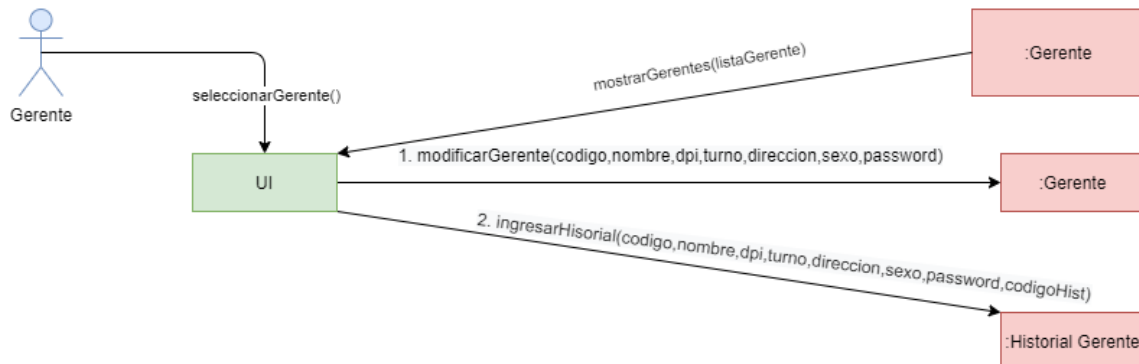 :Gerente
mostrarGerentes(listaGerente)
seleccionarGerente()
Gerente
1. modificarGerente(codigo,nombre,dpi,turno,direccion,sexo,password)
UI
:Gerente
2. ingresarHisorial(codigo,nombre,dpi,turno,direccion,sexo,password,codigoHist)
:Historial Gerente